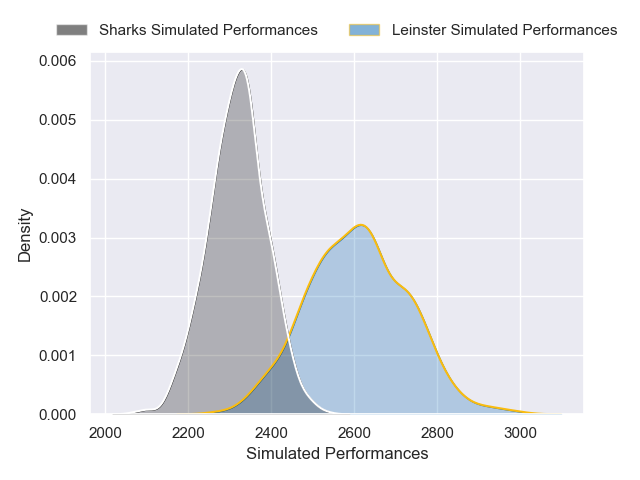 Sharks Simulated Performances Leinster Simulated Performances
0.006
0.005
0.004
0.003
0.002
0.001
0.000
Density
2000 2200 2400 2600 2800 3000
Simulated Performances